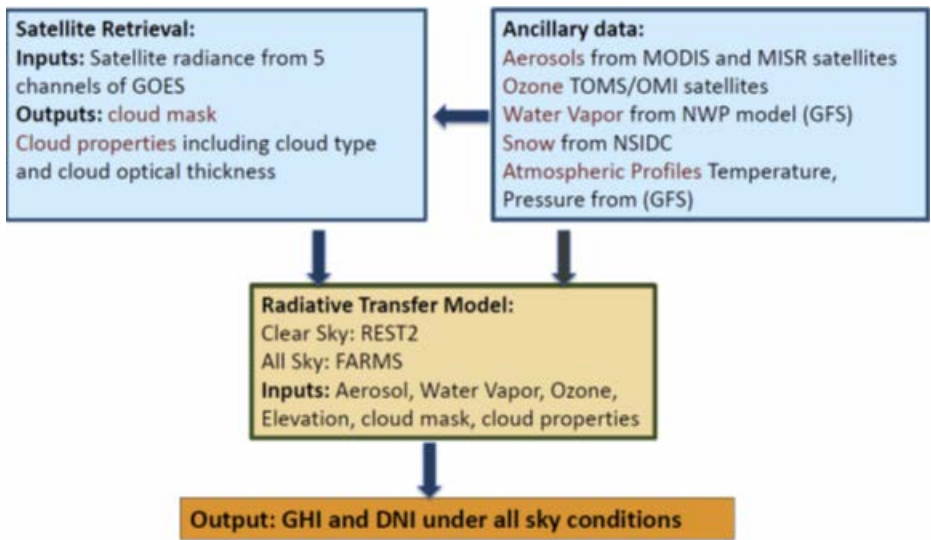 Satellite Retrieval:
Inputs: Satellite radiance from 5
channels of GOES
Outputs: cloud mask
Cloud properties including cloud type
and cloud optical thickness
Ancillary data:
Aerosols from MODIS and MISR satellites
Ozone TOMS/OMI satellites
Water Vapor from NWP model (GFS)
Snow from NSIDC
Atmospheric Profiles Temperature,
Pressure from (GFS)
Radiative Transfer Model:
Clear Sky: REST2
All Sky: FARMS
Inputs: Aerosol, Water Vapor, Ozone,
Elevation, cloud mask, cloud properties
Output: GHI and DNI under all sky conditions